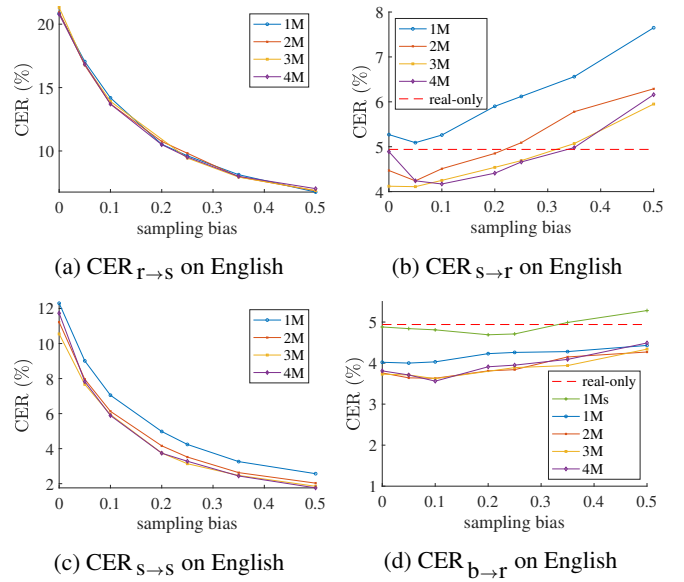 20
15
10
CER (%)
1M
2M
3M
4M
0
0.1
0.2
0.3
0.4
0.5
sampling bias
(a) CER r→s on English
8
7
6
5
4
CER (%)
1M
2M
3M
4M
real-only
0
0.1
0.2
0.3
0.4
0.5
sampling bias
(b) CER s→r on English
12
10
8
6
4
2
CER (%)
1M
2M
3M
4M
0
0.1
0.2
0.3
0.4
0.5
sampling bias
(c) CER s→s on English
5
4
3
2
1
CER (%)
real-only
1Ms
1M
2M
3M
4M
0
0.1
0.2
0.3
0.4
0.5
sampling bias
(d) CER b→r on English